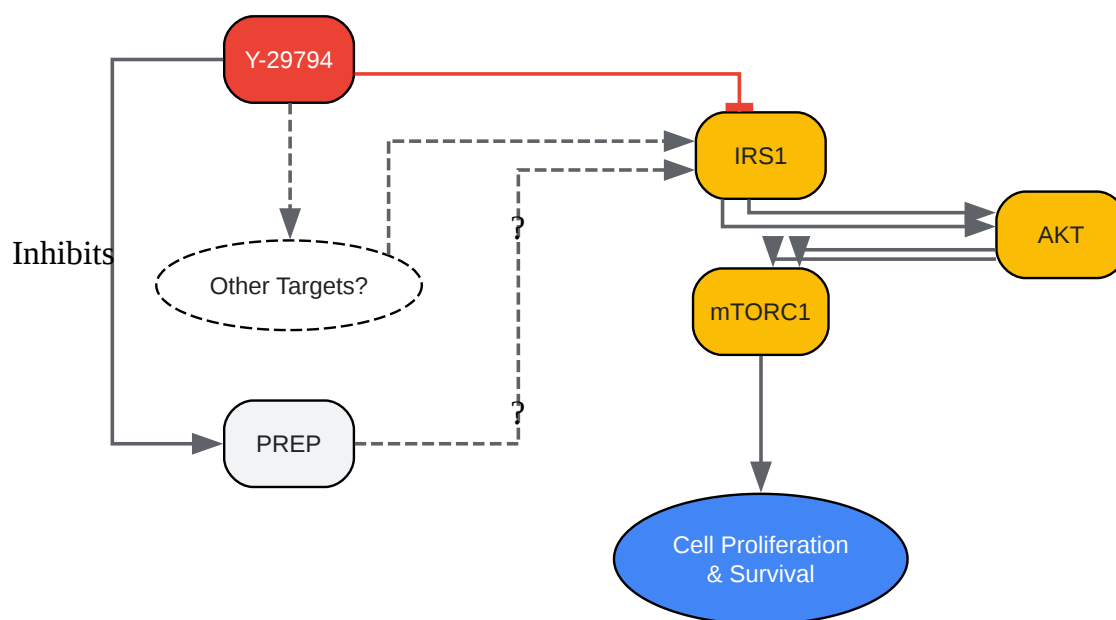 Y-29794
IRS1
?
AKT
Inhibits
Other Targets?
mTORC1
?
PREP
Cell Proliferation
& Survival